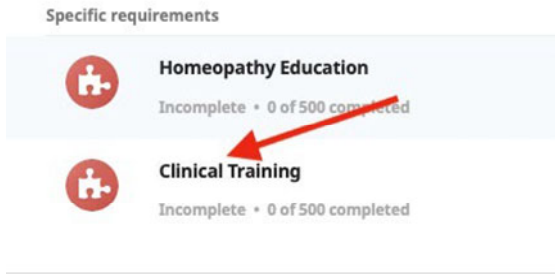 Specific requirements
Homeopathy Education
Incomplete • 0 of 500 completed
Clinical Training
Incomplete • 0 of 500 completed